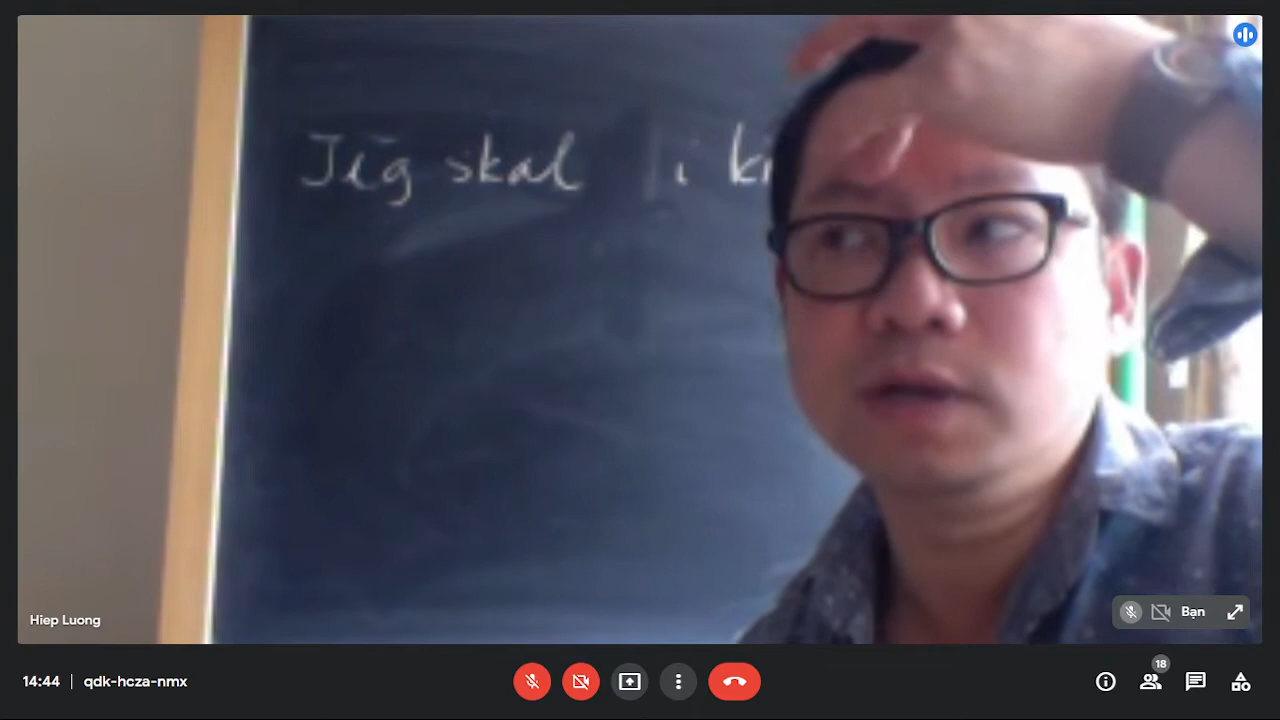 Jeg skal i
Hiep Luong
Bạn
14:44 | qdk-hcza-nmx
18